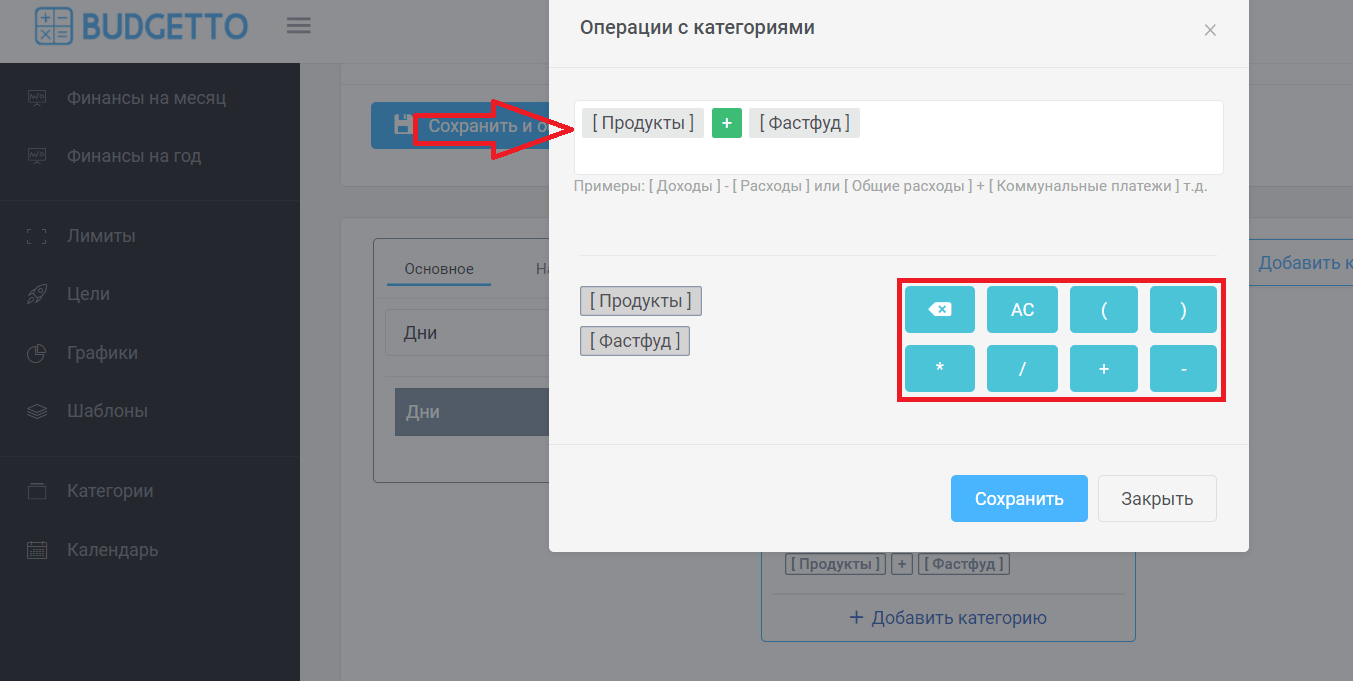 BUDGETTO
Финансы на месяц
Финансы на год
Лимиты
Цели
Графики
Шаблоны
Категории
Календарь
Сохранить и о
Основное
Дни
Дни
Операции с категориями
[ Продукты ] + [ Фастфуд ]
Примеры: [ Доходы ] - [ Расходы ] или [ Общие расходы ] + [ Коммунальные платежи ] т.д.
[ Продукты ]
[ Фастфуд ]
AC ( )
* / + -
Сохранить Закрыть
Добавить к
[ Продукты ] + [ Фастфуд ]
+ Добавить категорию